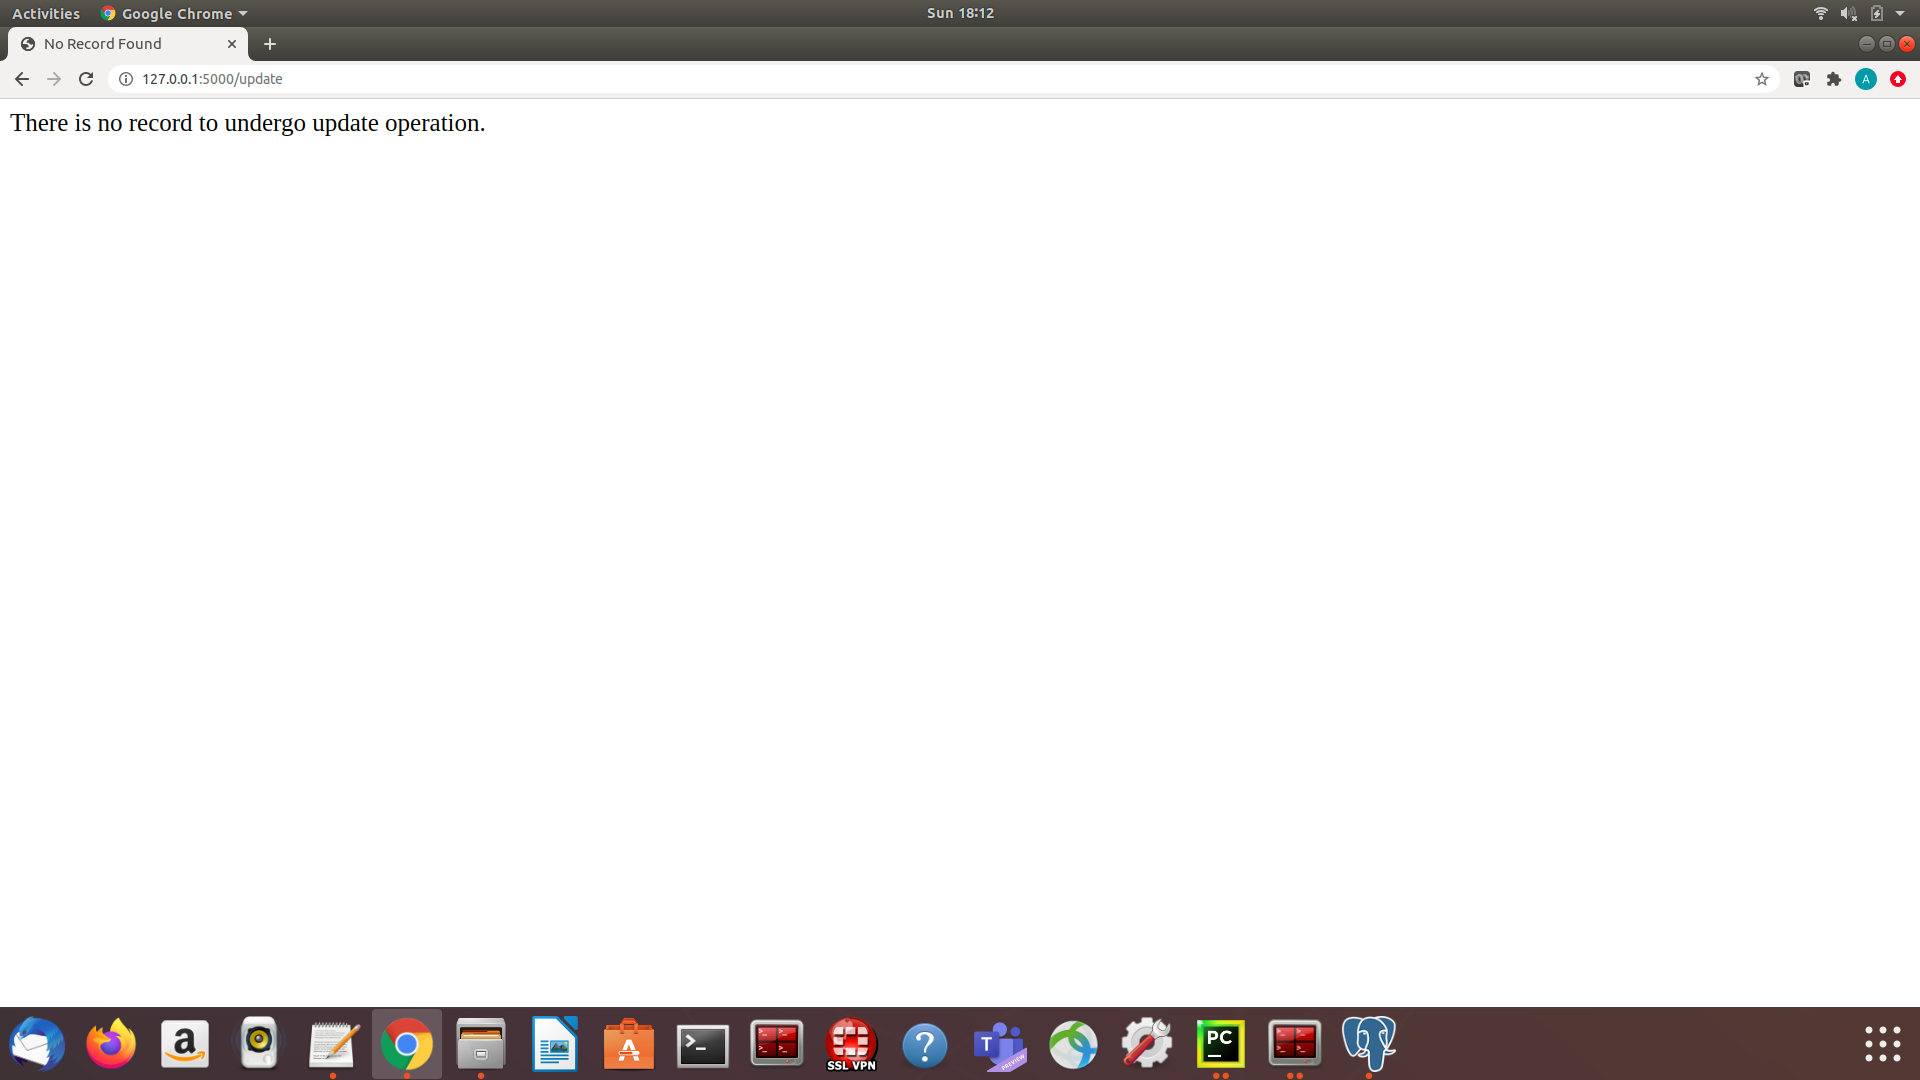 Activities
Google Chrome
Sun 18:12
No Record Found
127.0.0.1:5000/update
A
There is no record to undergo update operation.
a
A
>_
SSL VPN
?
T
PREVIEW
PC